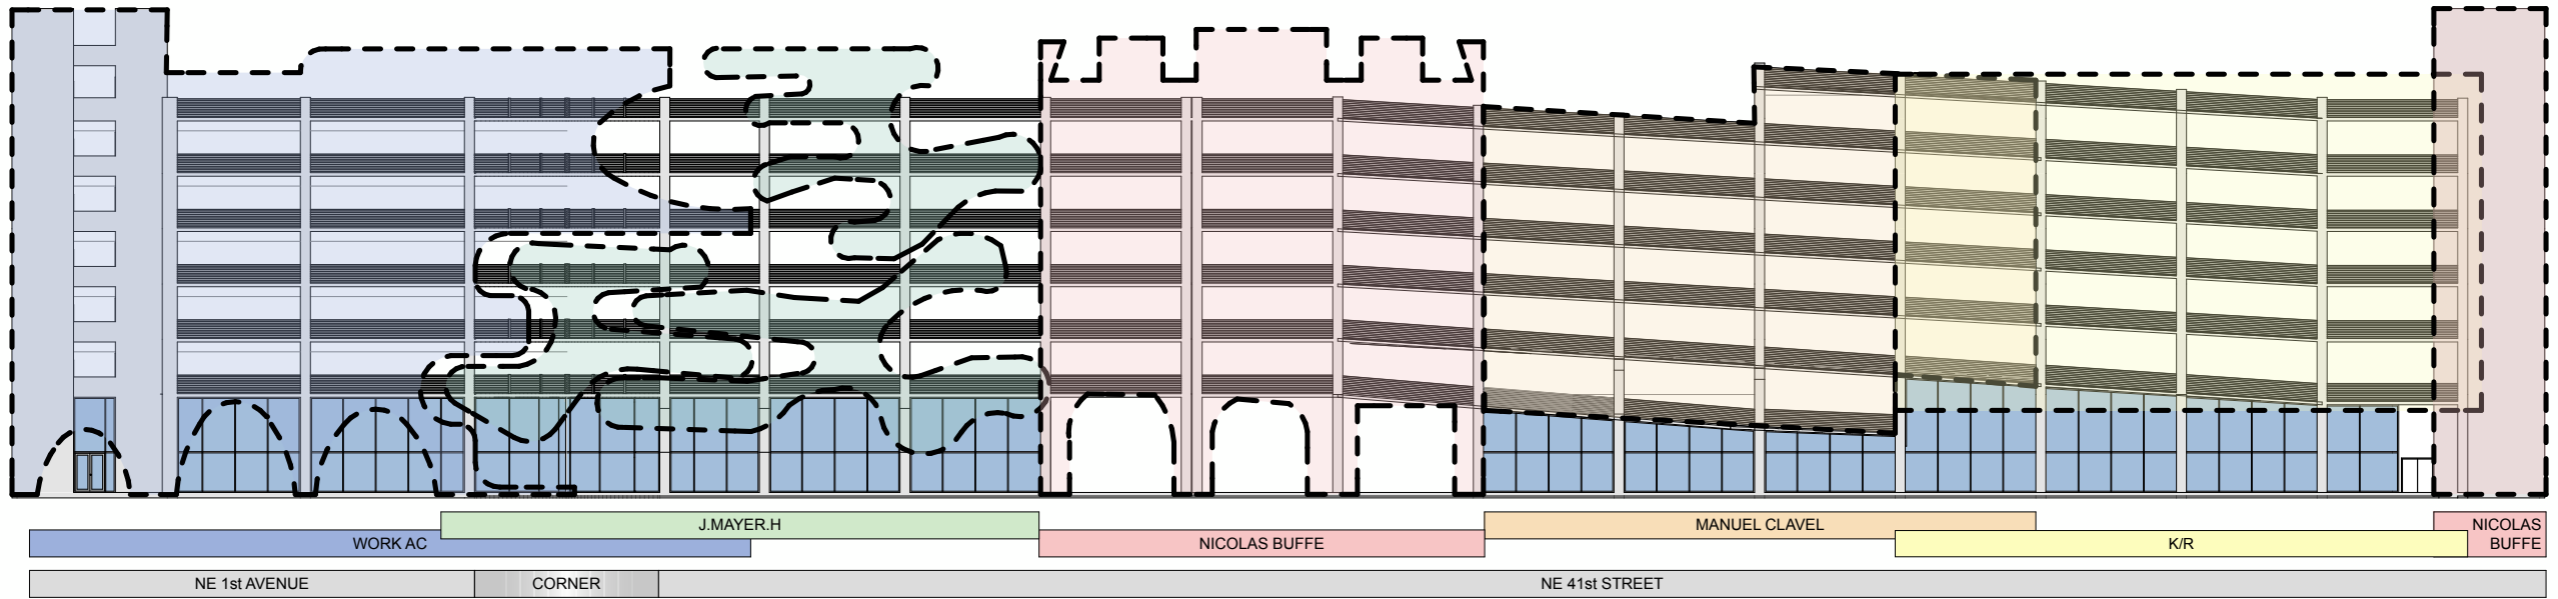 J.MAYER.H
MANUEL CLAVEL
NICOLAS
BUFFE
WORK AC
NICOLAS BUFFE
K/R
NE 1st AVENUE
CORNER
NE 41st STREET